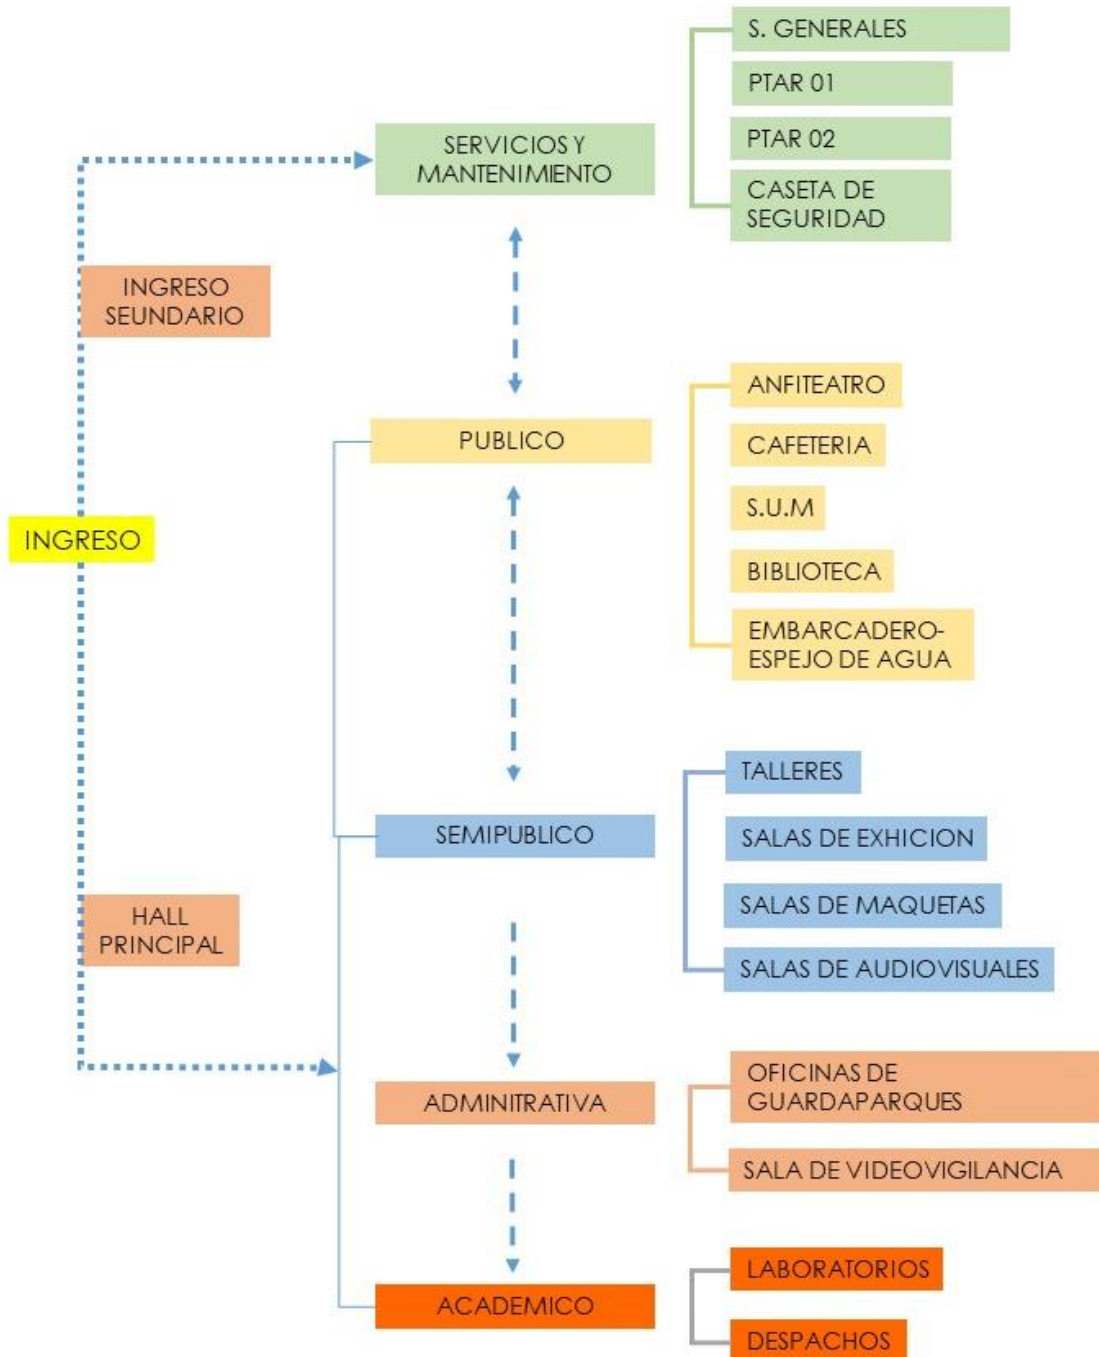 S. GENERALES
PTAR 01
PTAR 02
CASETA DE
SEGURIDAD
SERVICIOS Y
MANTENIMIENTO
INGRESO
SEUNDARIO
ANFITEATRO
CAFETERIA
S.U.M
BIBLIOTECA
EMBARCADERO-
ESPEJO DE AGUA
PUBLICO
INGRESO
TALLERES
SALAS DE EXHICION
SALAS DE MAQUETAS
SALAS DE AUDIOVISUALES
SEMIPUBLICO
HALL
PRINCIPAL
OFICINAS DE
GUARDAPARQUES
SALA DE VIDEOVIGILANCIA
ADMINITRATIVA
LABORATORIOS
DESPACHOS
ACADEMICO